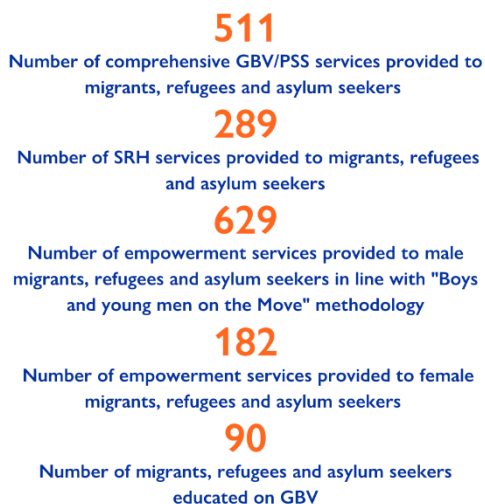 511
Number of comprehensive GBV/PSS services provided to
migrants, refugees and asylum seekers
289
Number of SRH services provided to migrants, refugees
and asylum seekers
629
Number of empowerment services provided to male
migrants, refugees and asylum seekers in line with "Boys
and young men on the Move" methodology
182
Number of empowerment services provided to female
migrants, refugees and asylum seekers
90
Number of migrants, refugees and asylum seekers
educated on GBV